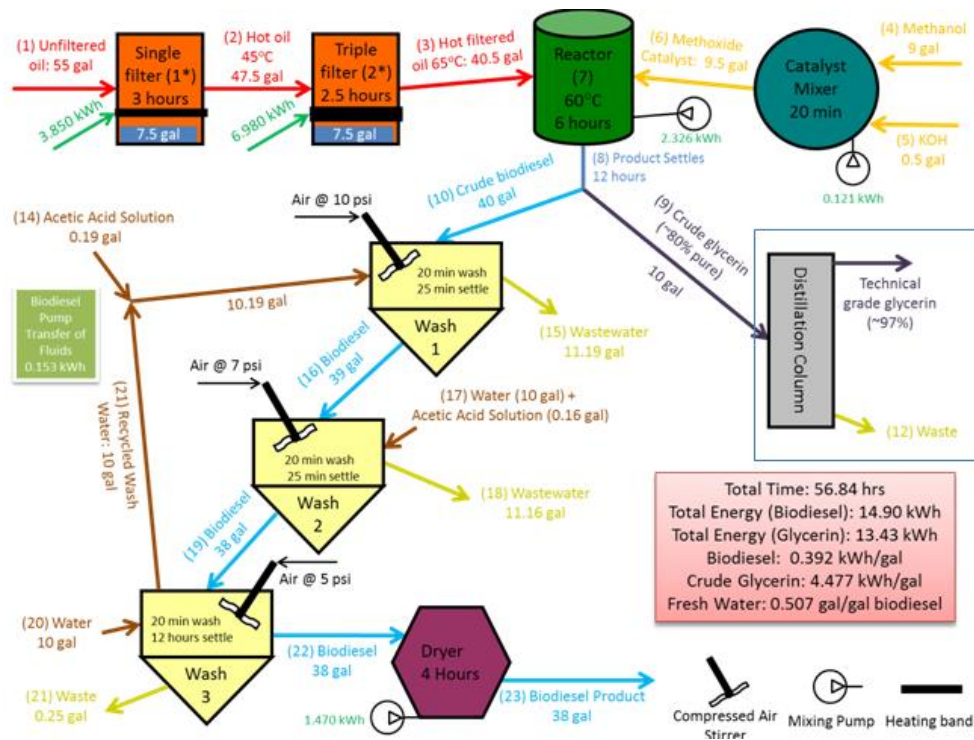 (1) Unfiltered
oil: 55 gal
3.850 kWh
Single
filter (1*)
3 hours
7.5 gal
(2) Hot oil
45°C
47.5 gal
6.980 kWh
Triple
filter (2*)
2.5 hours
7.5 gal
(3) Hot filtered
oil 65°C: 40.5 gal
Reactor
(7)
60°C
6 hours
2.326 kWh
(6) Methoxide
Catalyst: 9.5 gal
Catalyst
Mixer
20 min
(4) Methanol
9 gal
(5) KOH
0.5 gal
0.121 kWh
(8) Product Settles
12 hours
(10) Crude biodiesel
40 gal
(9) Crude glycerin
(~80% pure)
10 gal
Distillation Column
Technical
grade glycerin
(~97%)
(12) Waste
(14) Acetic Acid Solution
0.19 gal
10.19 gal
Biodiesel
Pump
Transfer of
Fluids
0.153 kWh
(21) Recycled Wash
Water: 10 gal
Air @ 10 psi
20 min wash
25 min settle
Wash
1
(15) Wastewater
11.19 gal
(16) Biodiesel
39 gal
Air @ 7 psi
(17) Water (10 gal) +
Acetic Acid Solution (0.16 gal)
20 min wash
25 min settle
Wash
2
(18) Wastewater
11.16 gal
(19) Biodiesel
38 gal
Air @ 5 psi
(20) Water
10 gal
20 min wash
12 hours settle
Wash
3
(21) Waste
0.25 gal
(22) Biodiesel
38 gal
Dryer
4 Hours
1.470 kWh
(23) Biodiesel Product
38 gal
Total Time: 56.84 hrs
Total Energy (Biodiesel): 14.90 kWh
Total Energy (Glycerin): 13.43 kWh
Biodiesel: 0.392 kWh/gal
Crude Glycerin: 4.477 kWh/gal
Fresh Water: 0.507 gal/gal biodiesel
Compressed Air
Stirrer
Mixing Pump
Heating band